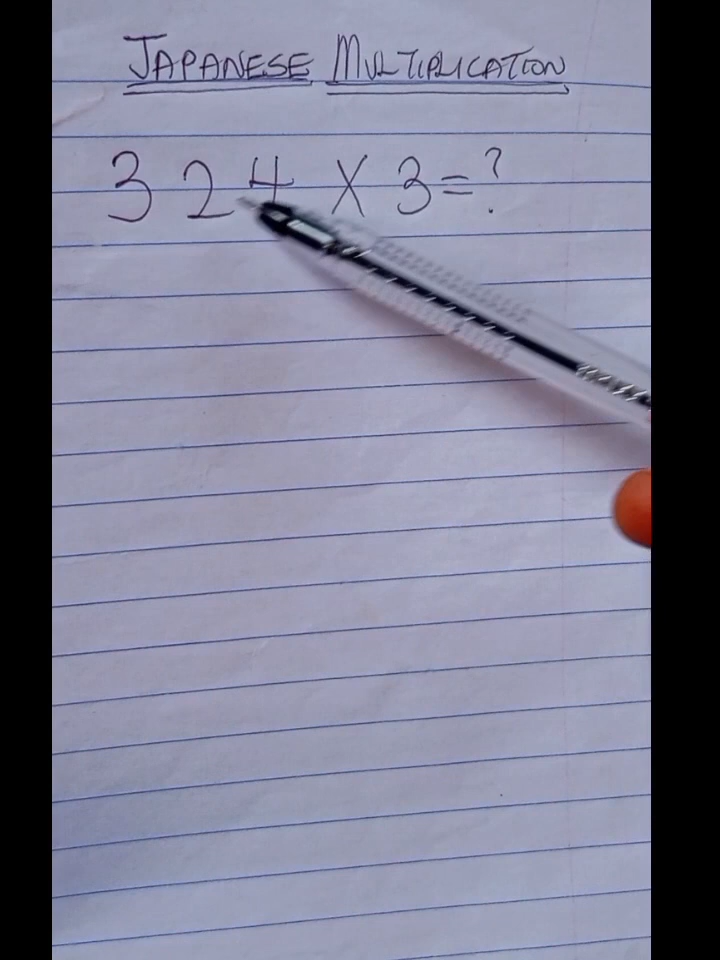 JAPANESE MULTIPLICATION
324 X 3 = ?